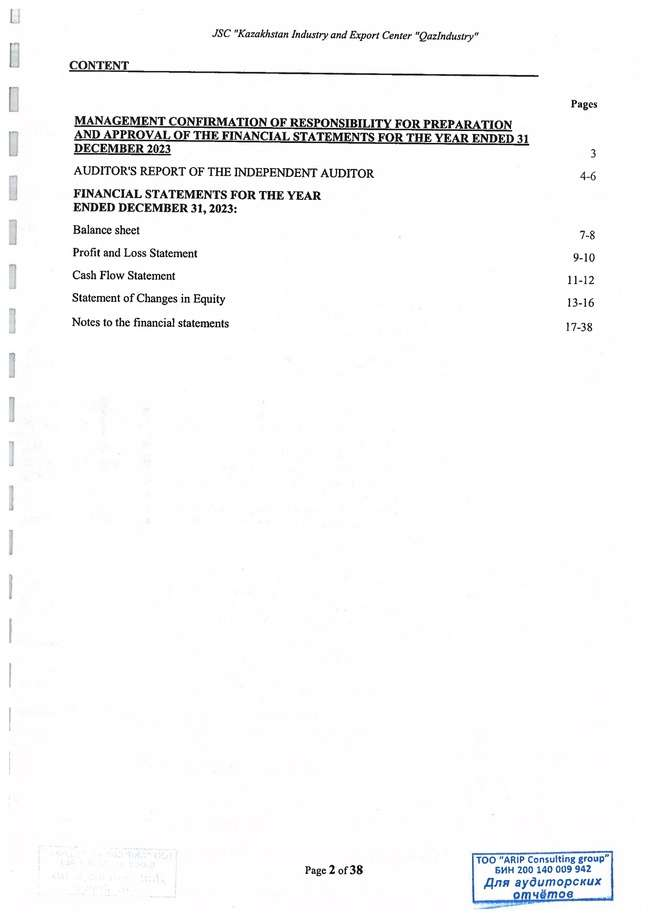 JSC "Kazakhstan Industry and Export Center "QazIndustry"
CONTENT
Pages
MANAGEMENT CONFIRMATION OF RESPONSIBILITY FOR PREPARATION
AND APPROVAL OF THE FINANCIAL STATEMENTS FOR THE YEAR ENDED 31
DECEMBER 2023 3
AUDITOR'S REPORT OF THE INDEPENDENT AUDITOR 4-6
FINANCIAL STATEMENTS FOR THE YEAR
ENDED DECEMBER 31, 2023:
Balance sheet 7-8
Profit and Loss Statement 9-10
Cash Flow Statement 11-12
Statement of Changes in Equity 13-16
Notes to the financial statements 17-38
Page 2 of 38
ТОО "ARIP Consulting group"
БИН 200 140 009 942
Для аудиторских
отчётов